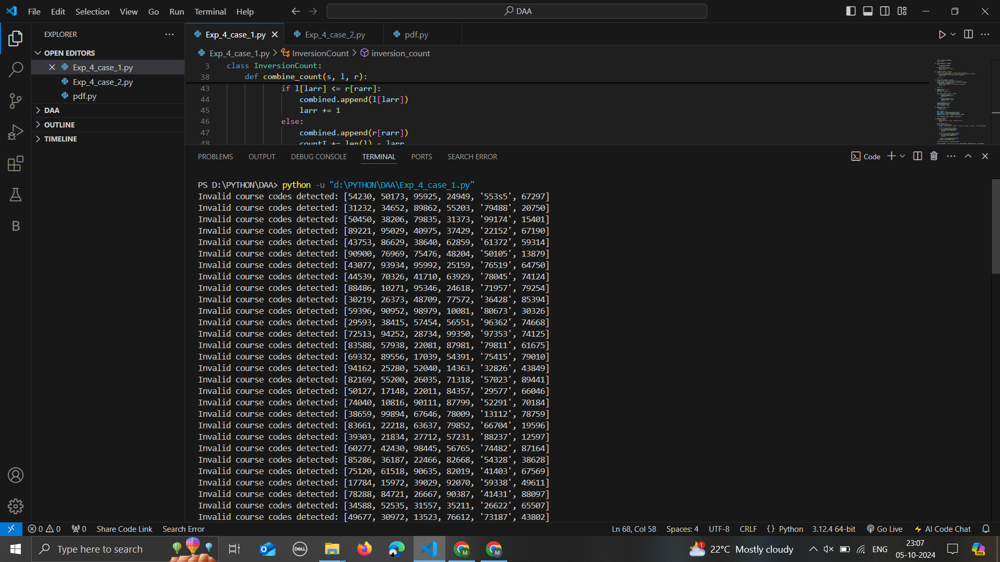 File Edit Selection View Go Run Terminal Help
DAA
EXPLORER
OPEN EDITORS
Exp_4_case_1.py
Exp_4_case_2,py
pdf.py
DAA
OUTLINE
TIMELINE
Exp_4_case_1.py Exp_4_case_2,py pdf.py
Exp_4_case_1.py > InversionCount > inversion_count
3 class InversionCount:
38 def combine_count(s, l, r):
43 if l[larr] <= r[rarr]:
44 combined.append(l[larr])
45 larr += 1
46 else:
47 combined.append(r[rarr])
48 countI += len(l) - larr
PROBLEMS OUTPUT DEBUG CONSOLE TERMINAL PORTS SEARCH ERROR
Code
PS D:\PYTHON\DAA> python -u "d:\PYTHON\DAA\Exp_4_case_1.py"
Invalid course codes detected: [54230, 50173, 95925, 24949, '553s5', 67297]
Invalid course codes detected: [31232, 34652, 89862, 55203, '79488', 20750]
Invalid course codes detected: [50450, 38206, 79835, 31373, '99174', 15401]
Invalid course codes detected: [89221, 95029, 40975, 37429, '22152', 67190]
Invalid course codes detected: [43753, 86629, 38640, 62859, '61372', 59314]
Invalid course codes detected: [90900, 76969, 75476, 48204, '50105', 13879]
Invalid course codes detected: [43077, 93934, 95992, 25159, '76519', 64750]
Invalid course codes detected: [44539, 70326, 41710, 63929, '78045', 74124]
Invalid course codes detected: [88486, 10271, 95346, 24618, '71957', 79254]
Invalid course codes detected: [30219, 26373, 48709, 77572, '36428', 85394]
Invalid course codes detected: [59396, 90952, 98979, 10081, '80673', 30326]
Invalid course codes detected: [29593, 38415, 57454, 56551, '96362', 74668]
Invalid course codes detected: [72513, 94252, 28734, 99350, '97353', 74125]
Invalid course codes detected: [83588, 57938, 22081, 87981, '79811', 61675]
Invalid course codes detected: [69332, 89556, 17039, 54391, '75415', 79010]
Invalid course codes detected: [94162, 25280, 52040, 14363, '32826', 43849]
Invalid course codes detected: [82169, 55200, 26035, 71318, '57023', 89441]
Invalid course codes detected: [50127, 17148, 22011, 84357, '29577', 66046]
Invalid course codes detected: [74040, 10816, 90111, 87799, '52291', 70184]
Invalid course codes detected: [38659, 99894, 67646, 78009, '13112', 78759]
Invalid course codes detected: [83661, 22218, 63637, 79852, '66704', 19596]
Invalid course codes detected: [39303, 21834, 27712, 57231, '88237', 12597]
Invalid course codes detected: [60277, 42430, 98445, 56765, '74482', 87164]
Invalid course codes detected: [85286, 36187, 22466, 82668, '54328', 38628]
Invalid course codes detected: [75120, 61518, 90635, 82019, '41403', 67569]
Invalid course codes detected: [17784, 15972, 39029, 92070, '59338', 49611]
Invalid course codes detected: [78288, 84721, 26667, 90387, '41431', 88097]
Invalid course codes detected: [34588, 52535, 31557, 35211, '26622', 65507]
Invalid course codes detected: [49677, 30972, 13523, 76612, '73187', 43802]
0 0 0 Share Code Link Search Error Ln 68, Col 58 Spaces: 4 UTF-8 CRLF {} Python 3.12.4 64-bit Go Live AI Code Chat
Type here to search
DELL
M
M
1
22°C Mostly cloudy
ENG
23:07
05-10-2024
PRE